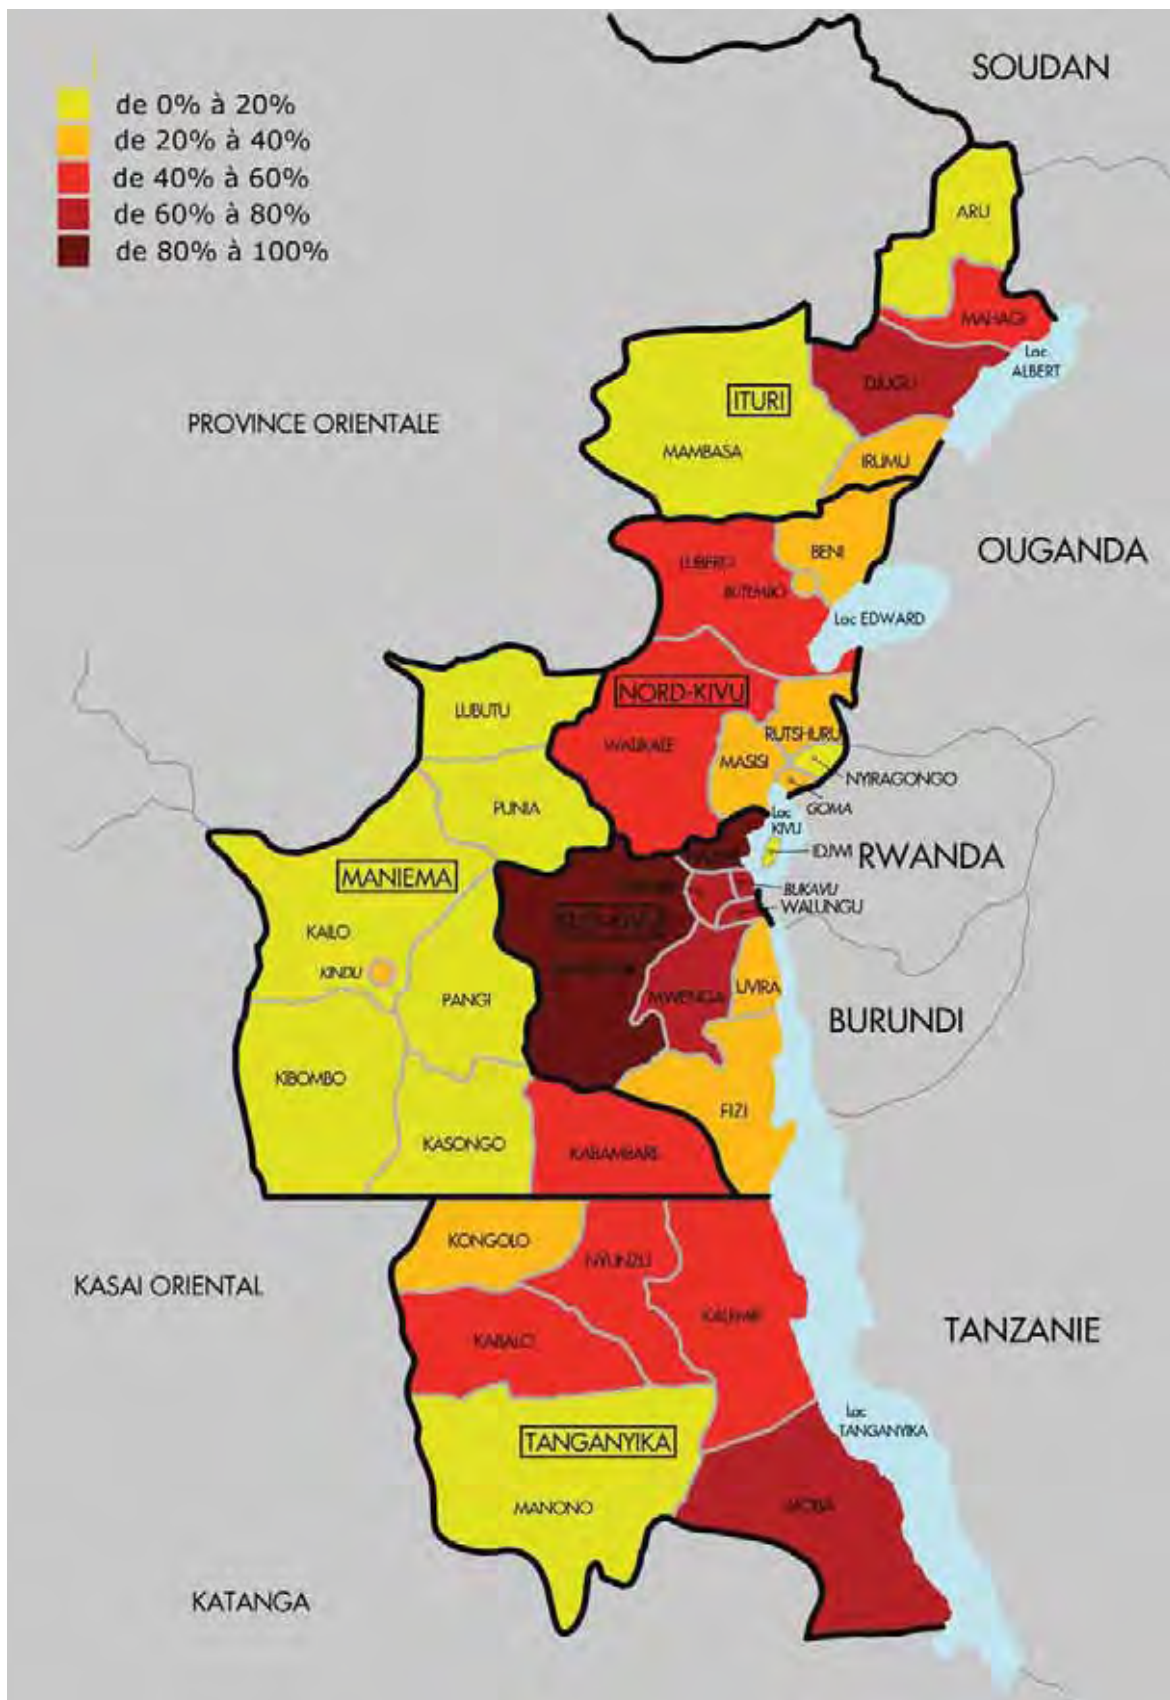 SOUDAN
de 0% à 20%
de 20% à 40%
de 40% à 60%
de 60% à 80%
de 80% à 100%
ARU
MAHAGI
Lac
ALBERT
DJUGU
ITURI
PROVINCE ORIENTALE
MAMBASA
IRUMU
OUGANDA
BENI
LUBERO
BUTEMBO
Lac EDWARD
NORD-KIVU
LUBUTU
RUTSHURU
WALIKALE
MASISI
NYIRAGONGO
PUNIA
GOMA
Lac
KIVU
IDJWI
RWANDA
MANIEMA
BUKAVU
WALUNGU
SUD-KIVU
KAILO
KINDU
PANGI
MWENGA
UVIRA
BURUNDI
KIBOMBO
FIZI
KASONGO
KABAMBARE
KONGOLO
NYUNZU
KASAI ORIENTAL
KALEMIE
TANZANIE
KABALO
Lac
TANGANYIKA
TANGANYIKA
MANONO
MOBA
KATANGA